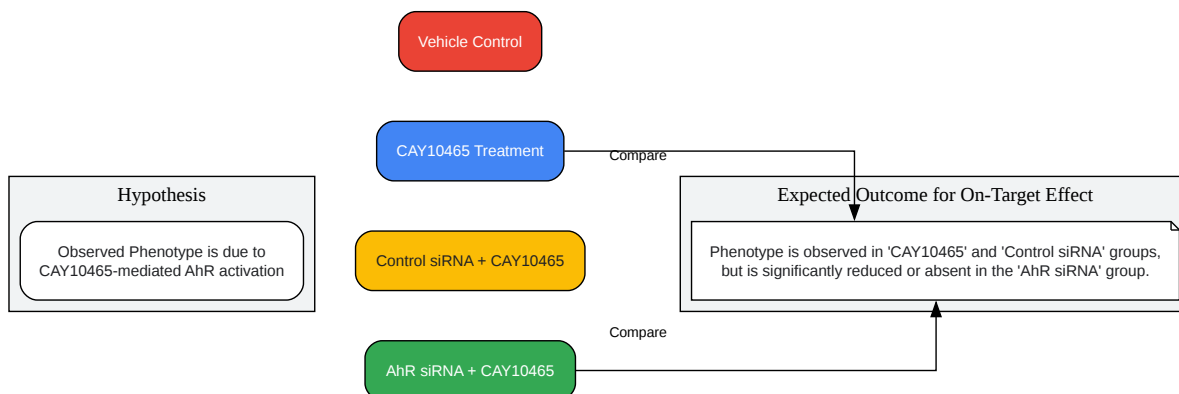 Vehicle Control
CAY10465 Treatment
Compare
Hypothesis
Observed Phenotype is due to
CAY10465-mediated AhR activation
Control siRNA + CAY10465
Expected Outcome for On-Target Effect
Phenotype is observed in 'CAY10465' and 'Control siRNA' groups,
but is significantly reduced or absent in the 'AhR siRNA' group.
Compare
AhR siRNA + CAY10465